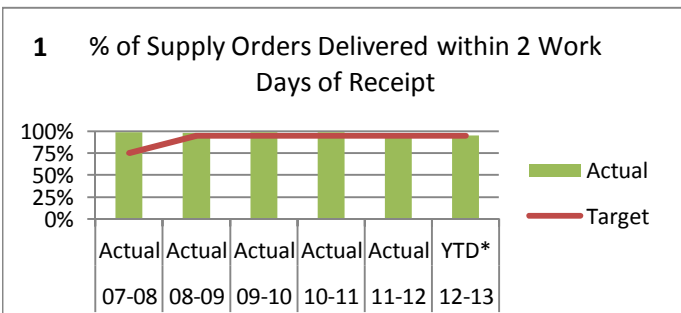 1 % of Supply Orders Delivered within 2 Work
Days of Receipt
100%
75%
50%
25%
0%
Actual
Target
Actual Actual Actual Actual Actual YTD*
07-08 08-09 09-10 10-11 11-12 12-13